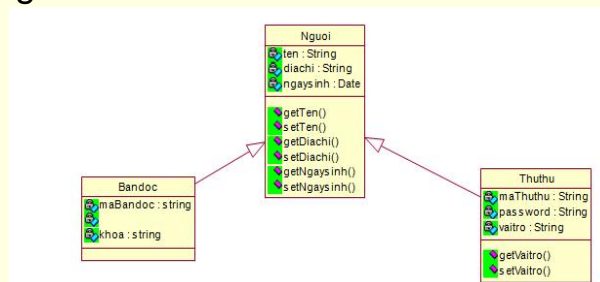 Nguoi
ten : String
diachi : String
ngaysinh : Date
getTen()
setTen()
getDiachi()
setDiachi()
getNgaysinh()
setNgaysinh()
Bandoc
maBandoc : string
khoa : string
Thuthu
maThuthu : String
password : String
vaitro : String
getVaitro()
setVaitro()